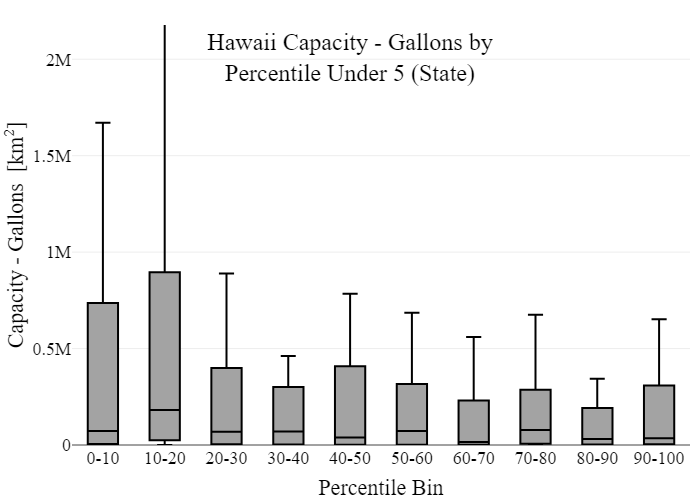 Hawaii Capacity - Gallons by
Percentile Under 5 (State)
Capacity - Gallons [km²]
2M
1.5M
1M
0.5M
0
0-10 10-20 20-30 30-40 40-50 50-60 60-70 70-80 80-90 90-100
Percentile Bin